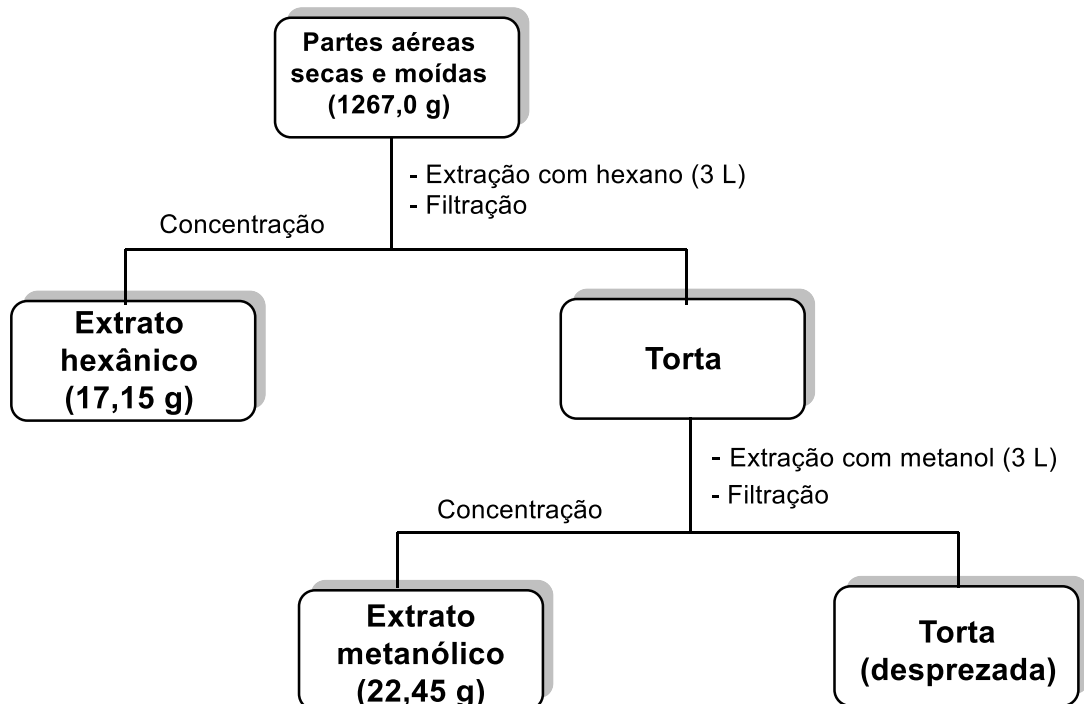 Partes aéreas
secas e moídas
(1267,0 g)
- Extração com hexano (3 L)
- Filtração
Concentração
Extrato
hexânico
(17,15 g)
Torta
- Extração com metanol (3 L)
- Filtração
Concentração
Extrato
metanólico
(22,45 g)
Torta
(desprezada)